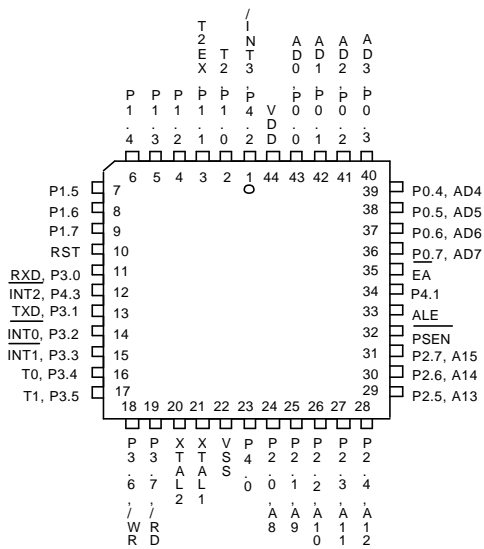 P1.4
P1.3
P1.2
T2EX, P1.1
T2, P1.0
/INT3, P4.2
VDD
AD0, P0.0
AD1, P0.1
AD2, P0.2
AD3, P0.3
6 5 4 3 2 1 44 43 42 41 40
P1.5 7
P1.6 8
P1.7 9
RST 10
RXD, P3.0 11
INT2, P4.3 12
TXD, P3.1 13
INT0, P3.2 14
INT1, P3.3 15
T0, P3.4 16
T1, P3.5 17
39 P0.4, AD4
38 P0.5, AD5
37 P0.6, AD6
36 P0.7, AD7
35 EA
34 P4.1
33 ALE
32 PSEN
31 P2.7, A15
30 P2.6, A14
29 P2.5, A13
18 19 20 21 22 23 24 25 26 27 28
P3.6, /WR
P3.7, /RD
XTAL2
XTAL1
VSS
P4.0
P2.0, A8
P2.1, A9
P2.2, A10
P2.3, A11
P2.4, A12